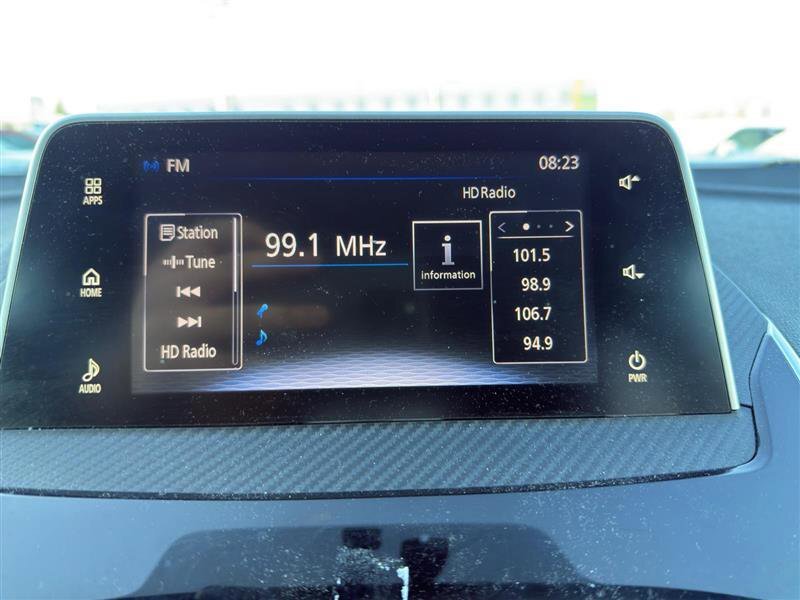 FM
08:23
APPS
HD Radio
Station
99.1 MHz
Tune
information
101.5
98.9
106.7
94.9
HD Radio
HOME
AUDIO
PWR